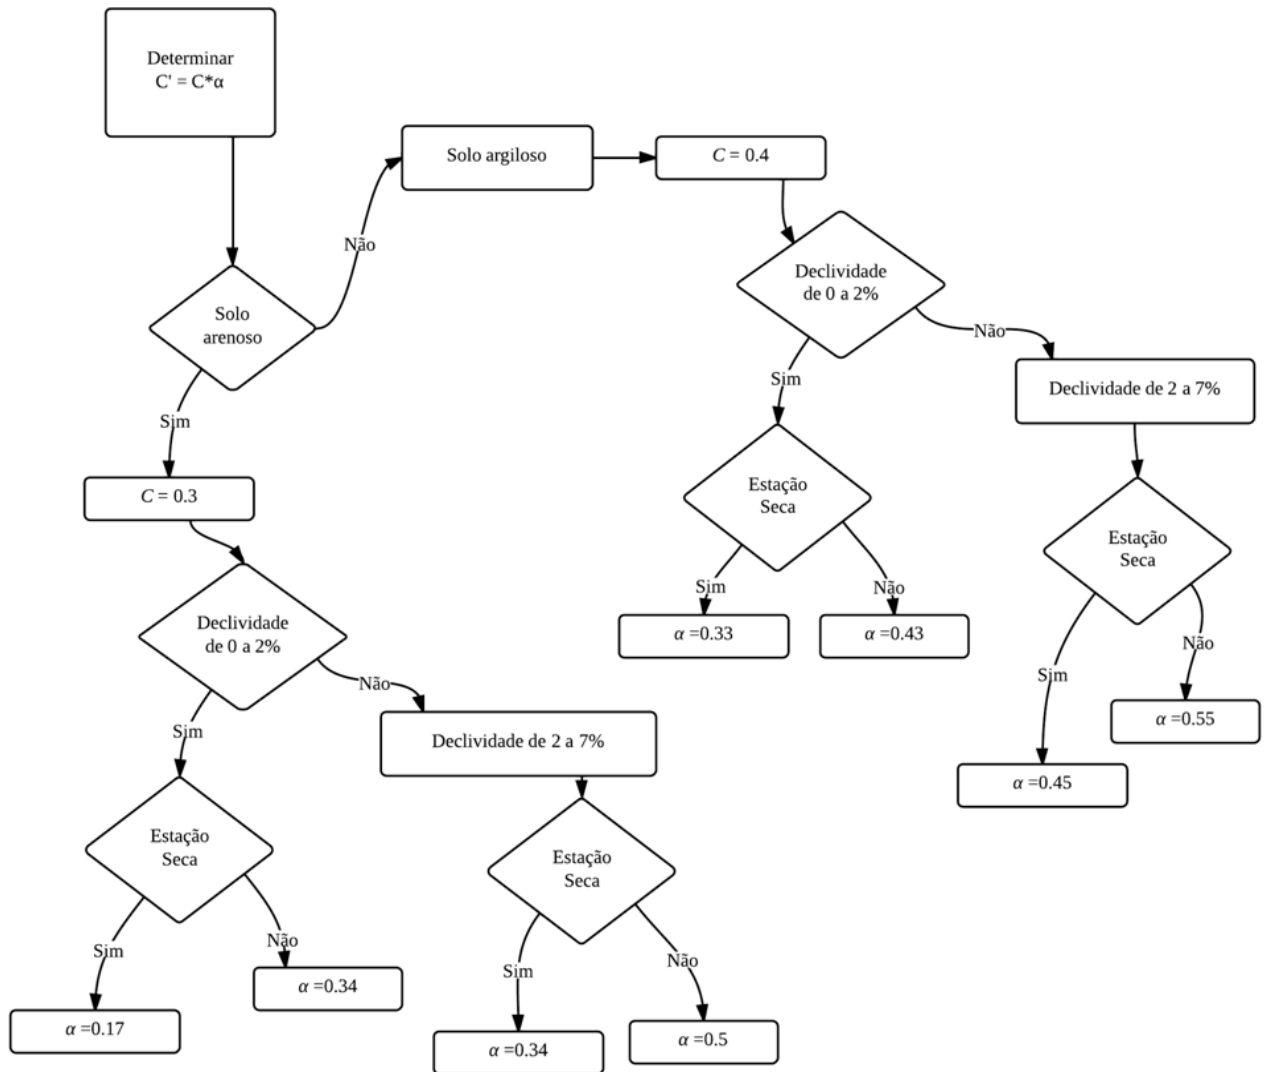 Determinar
C' = C*α
Solo argiloso
C = 0.4
Não
Solo
arenoso
Declividade
de 0 a 2%
Não
Sim
Declividade de 2 a 7%
Sim
C = 0.3
Estação
Seca
Estação
Seca
Sim
Não
α =0.33
α =0.43
Sim
Não
α =0.55
α =0.45
Declividade
de 0 a 2%
Não
Sim
Declividade de 2 a 7%
Estação
Seca
Estação
Seca
Sim
Não
α =0.34
α =0.17
Sim
Não
α =0.5
α =0.34